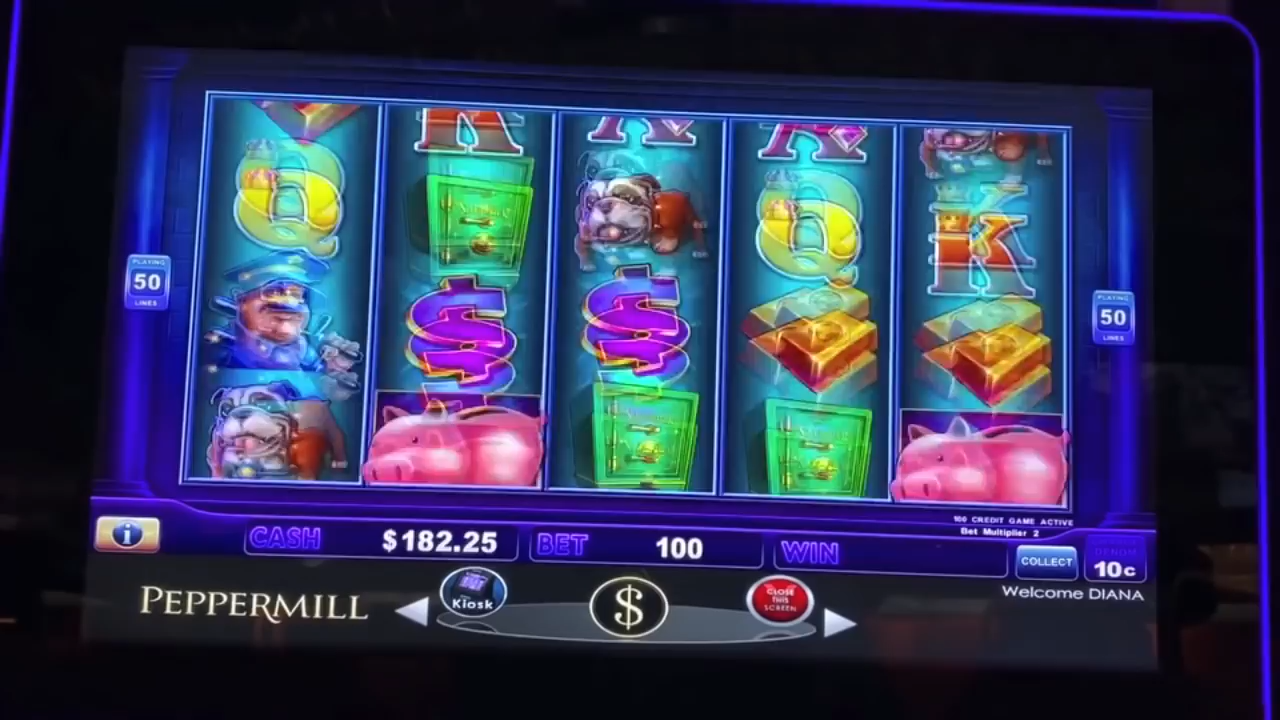 K
Q
Q
K
$
$
PLAYING
50
LINES
PLAYING
50
LINES
100 CREDIT GAME ACTIVE
Bet Multiplier 2
CASH $182.25 BET 100 WIN COLLECT DENOM 10¢
Welcome DIANA
PEPPERMILL Kiosk $ CLOSE THIS SCREEN